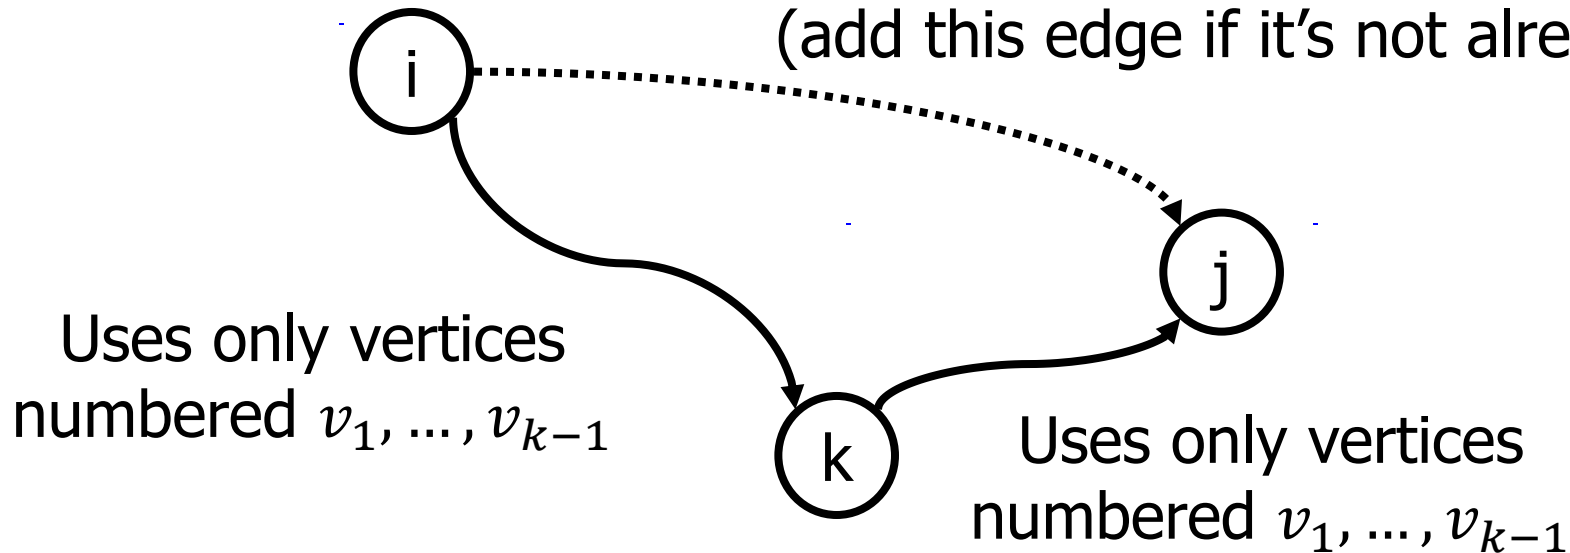 (add this edge if it's not alre
i
j
Uses only vertices
numbered 𝑣₁, … , 𝑣ₖ₋₁
k
Uses only vertices
numbered 𝑣₁, … , 𝑣ₖ₋₁